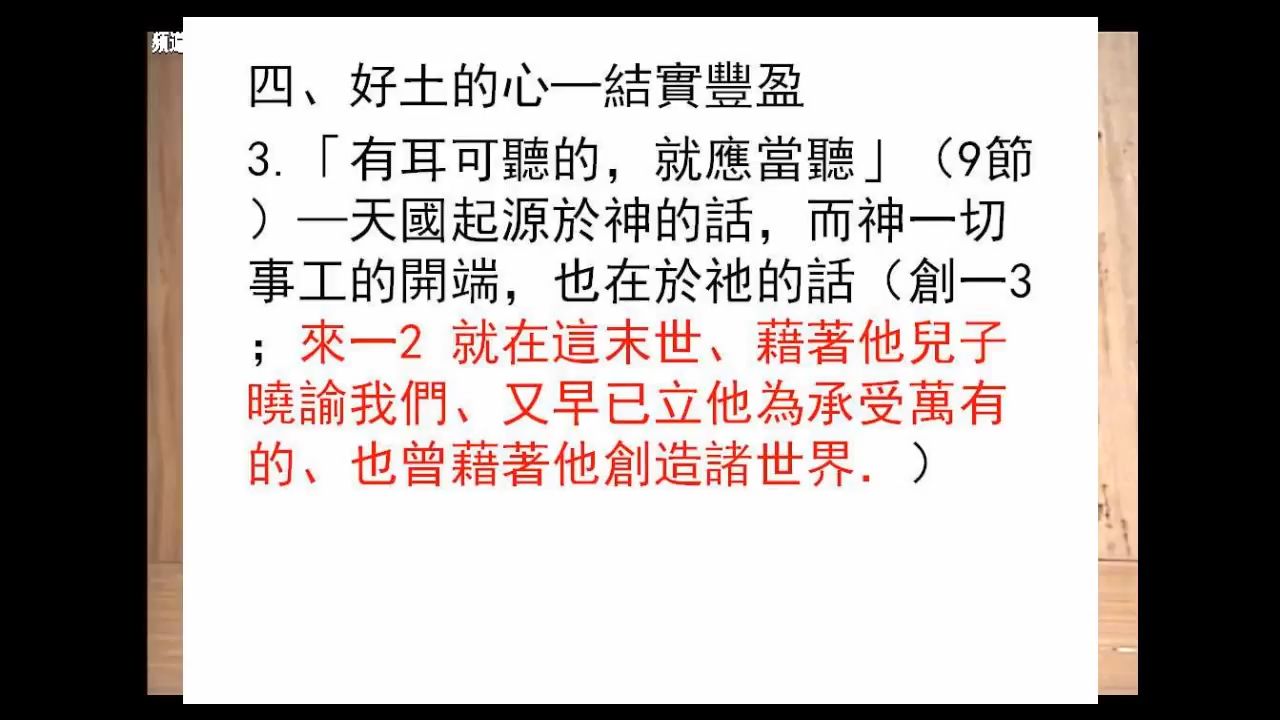 頻道
四、好土的心—結實豐盈
3.「有耳可聽的，就應當聽」（9節
）—天國起源於神的話，而神一切
事工的開端，也在於祂的話（創一3
；來一2 就在這末世、藉著他兒子
曉諭我們、又早已立他為承受萬有
的、也曾藉著他創造諸世界．）